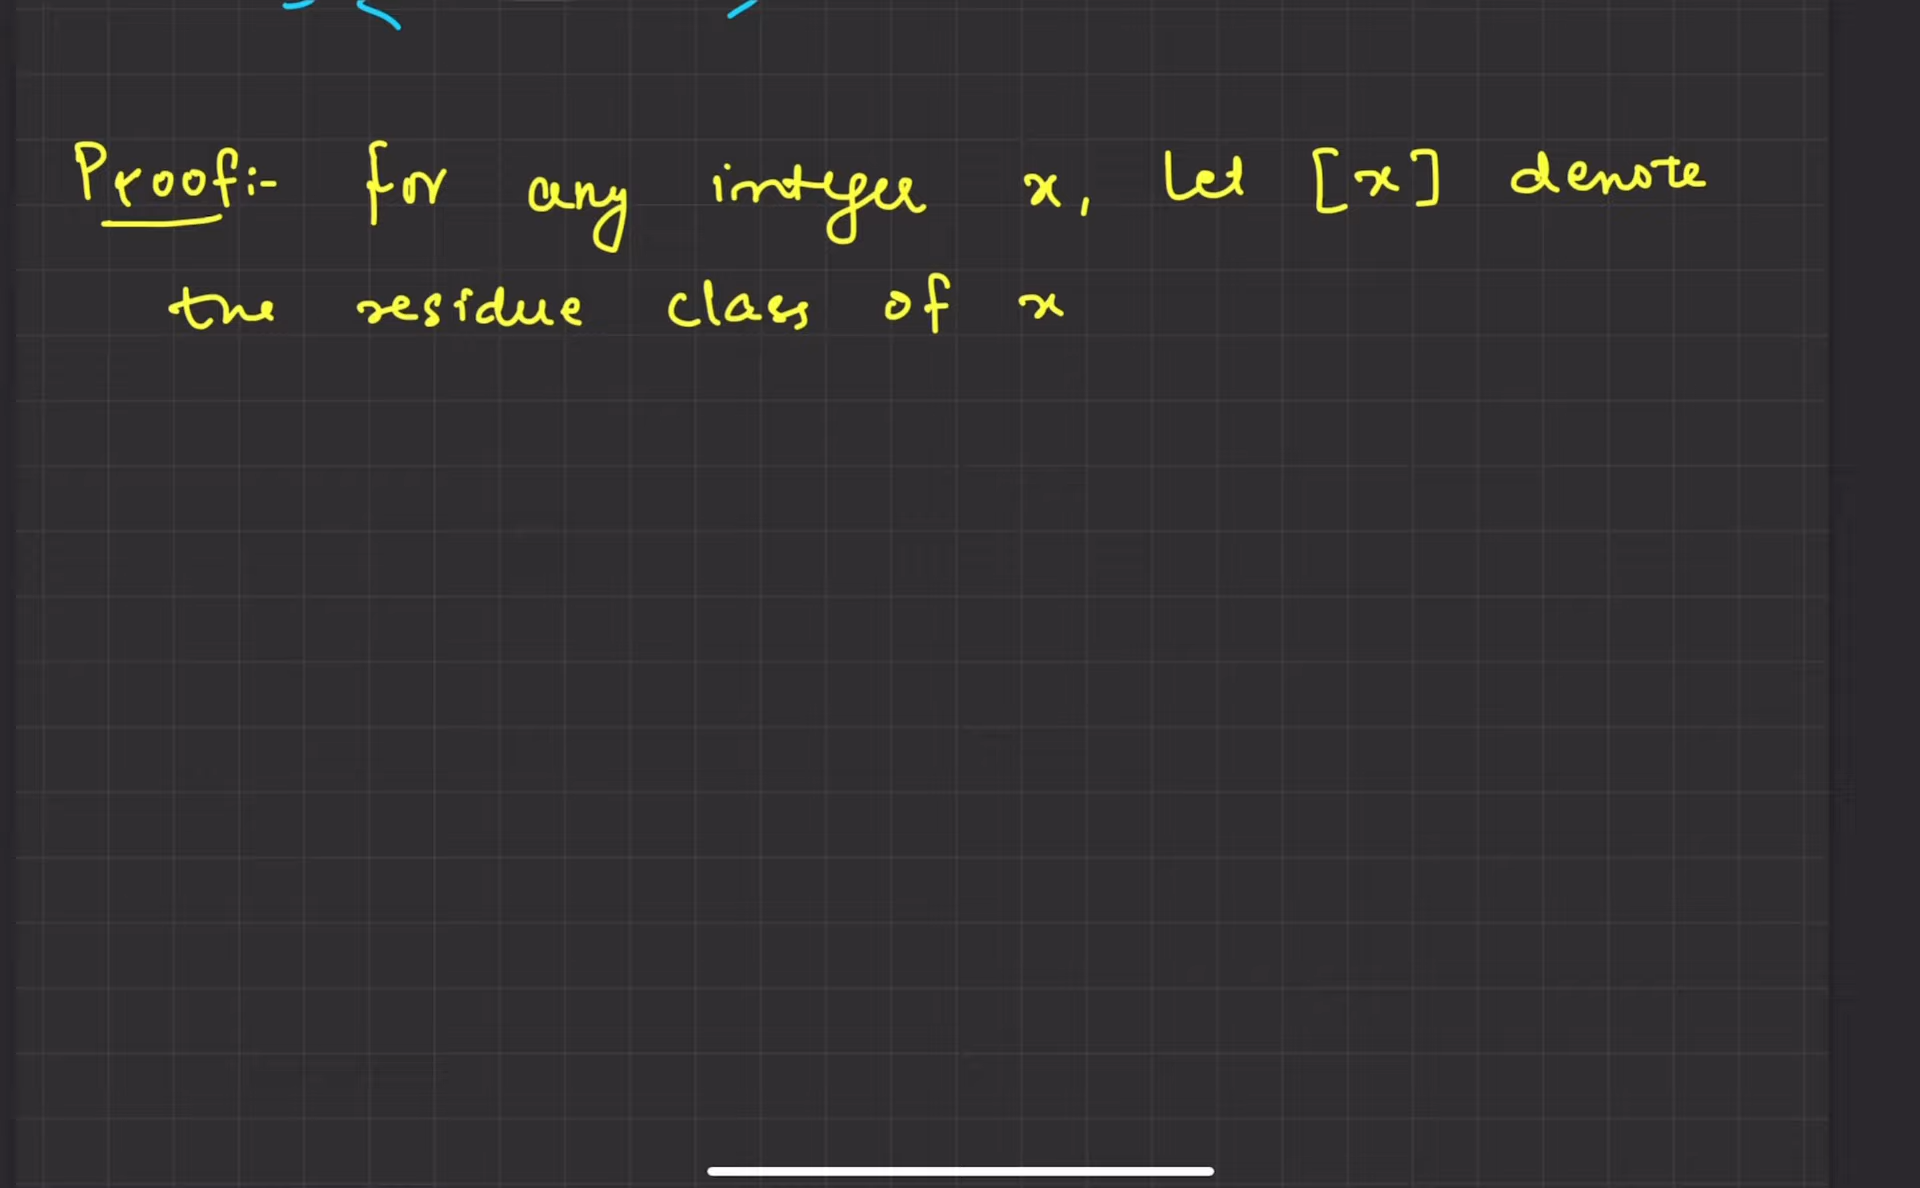 Proof:- for any integer x, Let [x] denote
the residue class of x